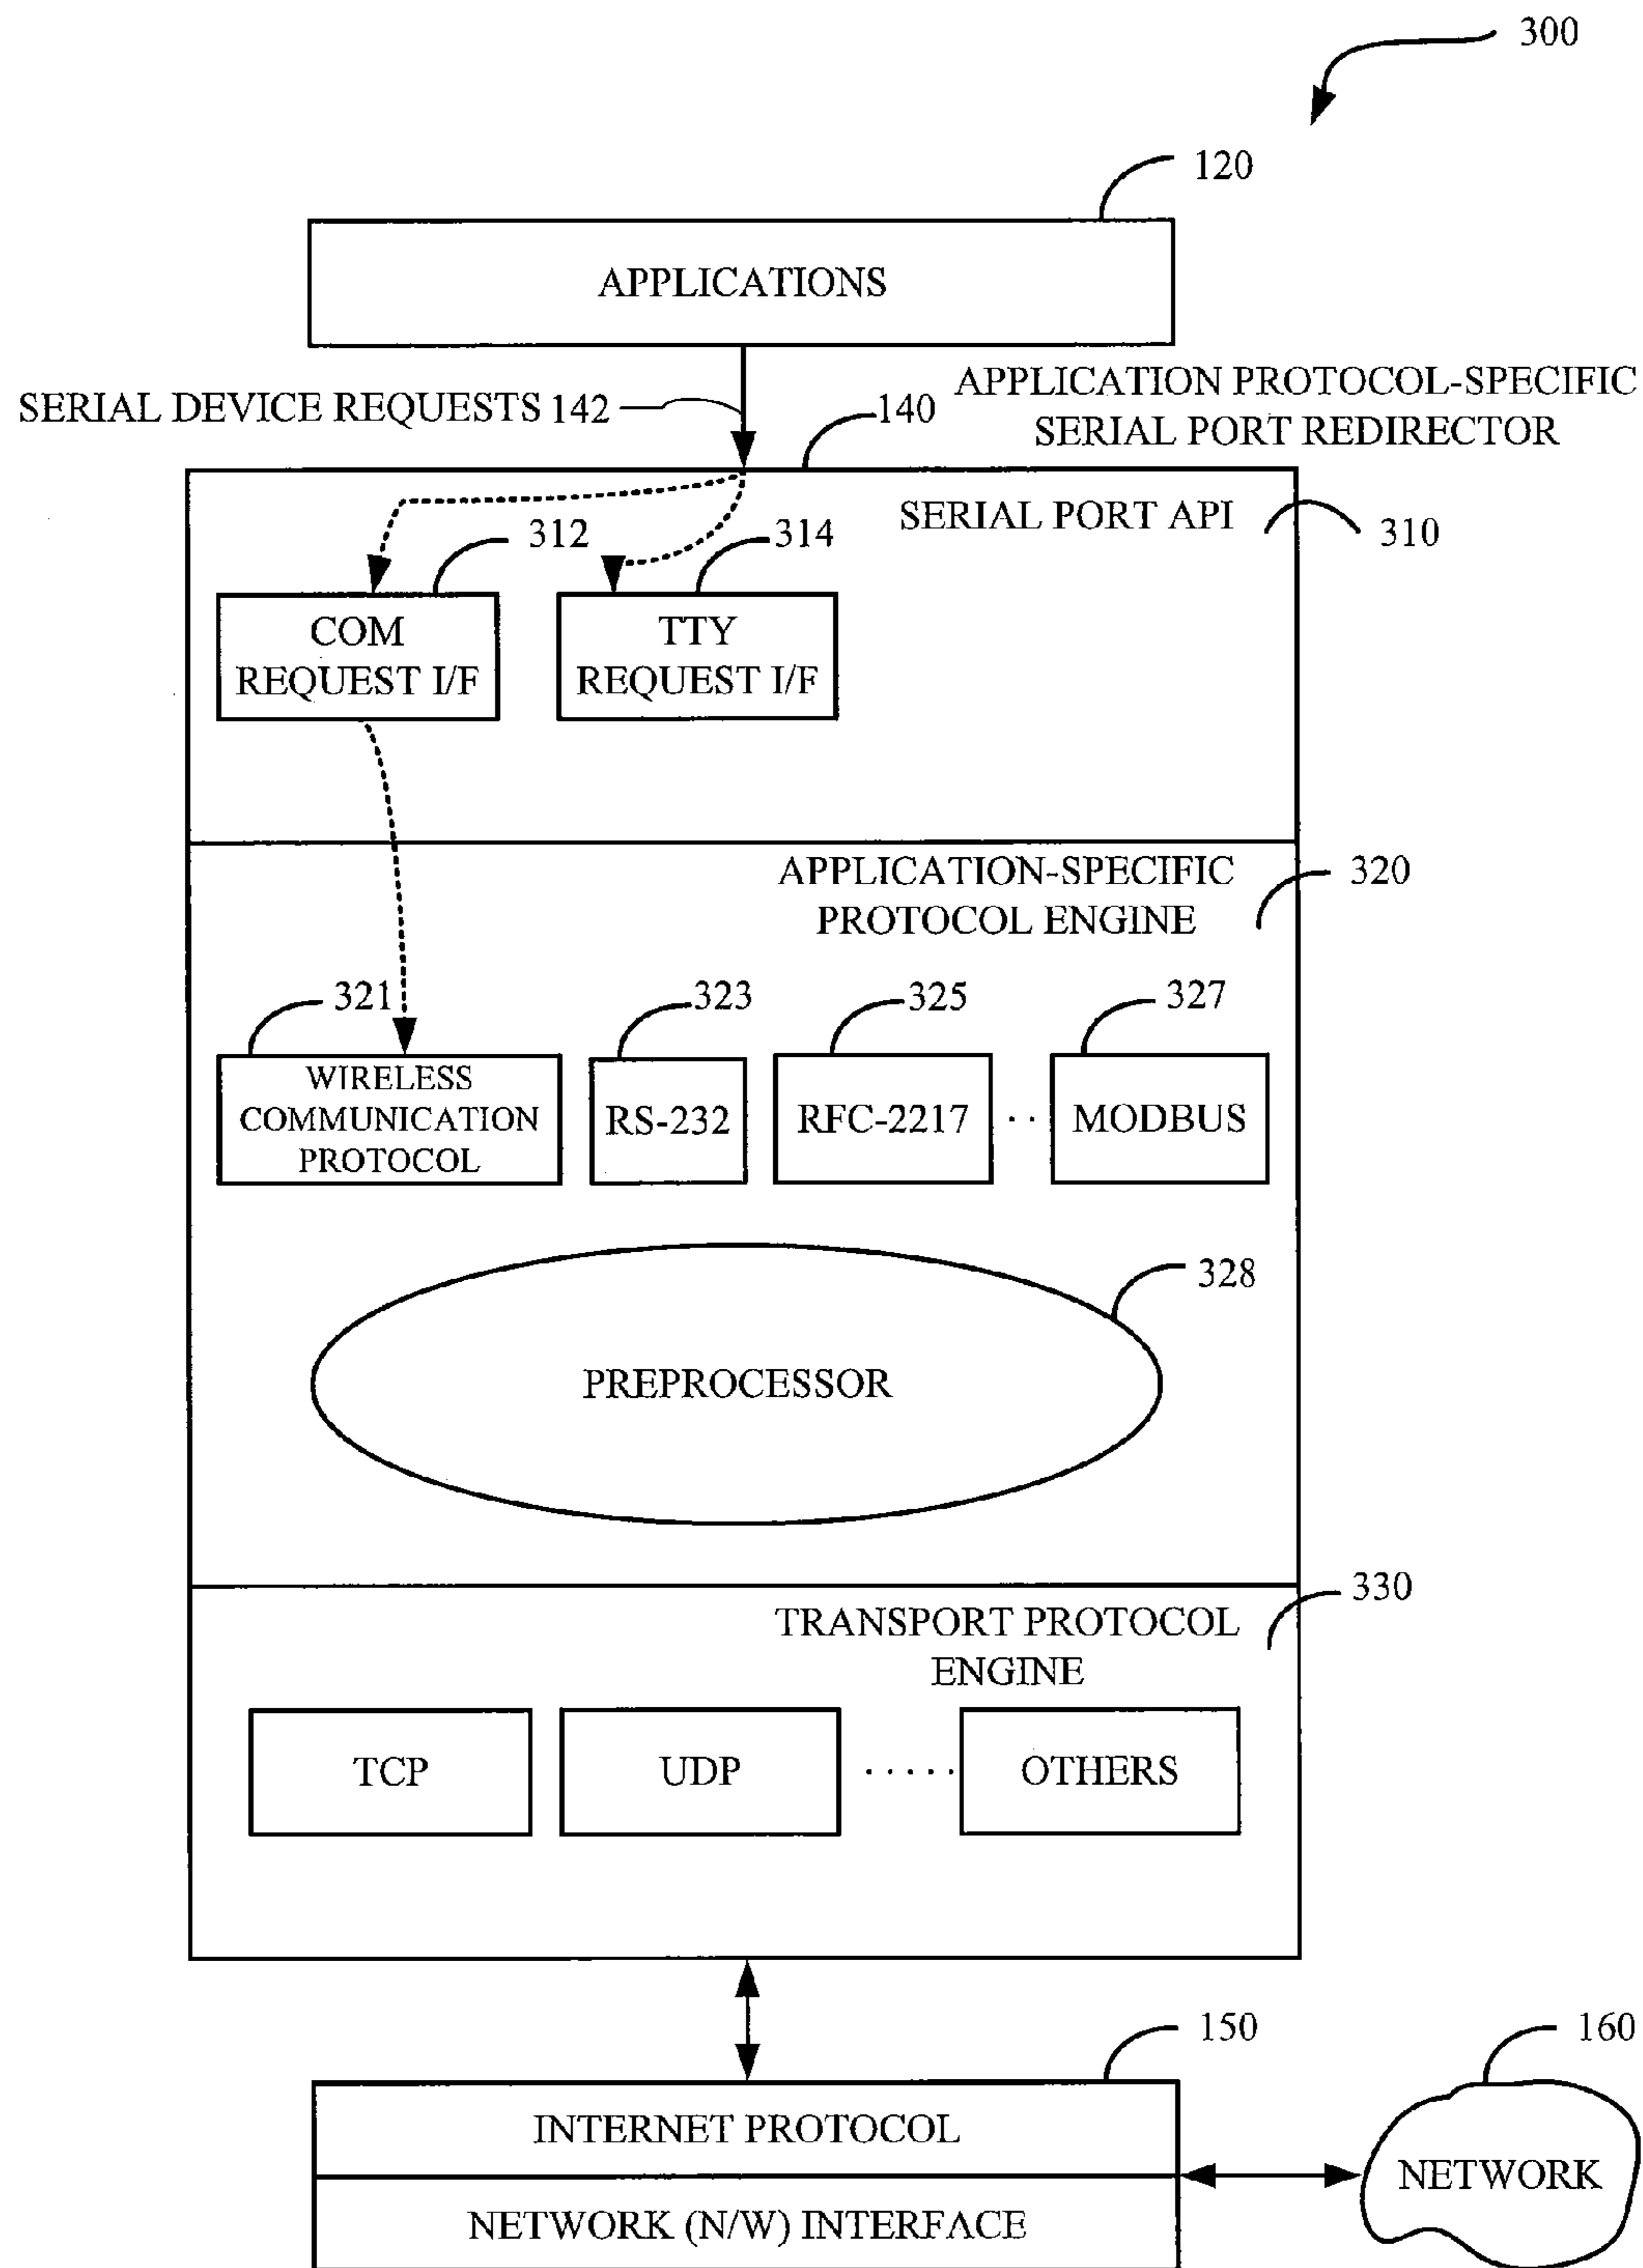 300
120
APPLICATIONS
SERIAL DEVICE REQUESTS 142
140
APPLICATION PROTOCOL-SPECIFIC
SERIAL PORT REDIRECTOR
SERIAL PORT API
310
312
314
COM
REQUEST I/F
TTY
REQUEST I/F
APPLICATION-SPECIFIC
PROTOCOL ENGINE
320
321
323
325
327
WIRELESS
COMMUNICATION
PROTOCOL
RS-232
RFC-2217
. .
MODBUS
328
PREPROCESSOR
330
TRANSPORT PROTOCOL
ENGINE
TCP
UDP
. . . . .
OTHERS
150
160
INTERNET PROTOCOL
NETWORK (N/W) INTERFACE
NETWORK